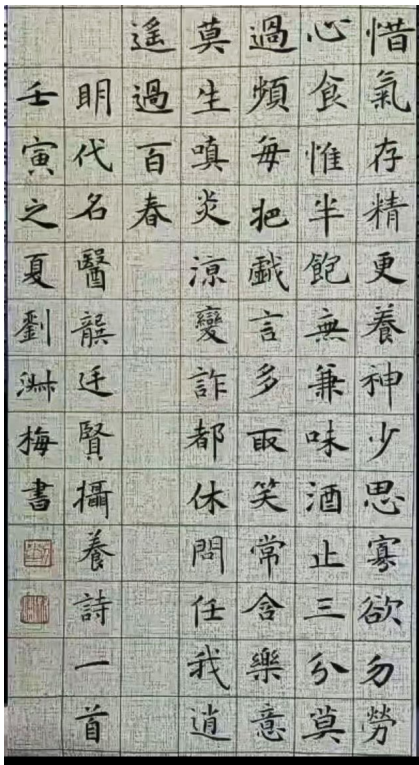 惜氣存精更養神少思寡欲勿勞
心食惟半飽無兼味酒止三分莫
過頻每把戲言多取笑常含樂意
莫生嗔炎涼變詐都休問任我逍
遙過百春
明代名醫龔廷賢攝養詩一首
壬寅之夏劉淋梅書